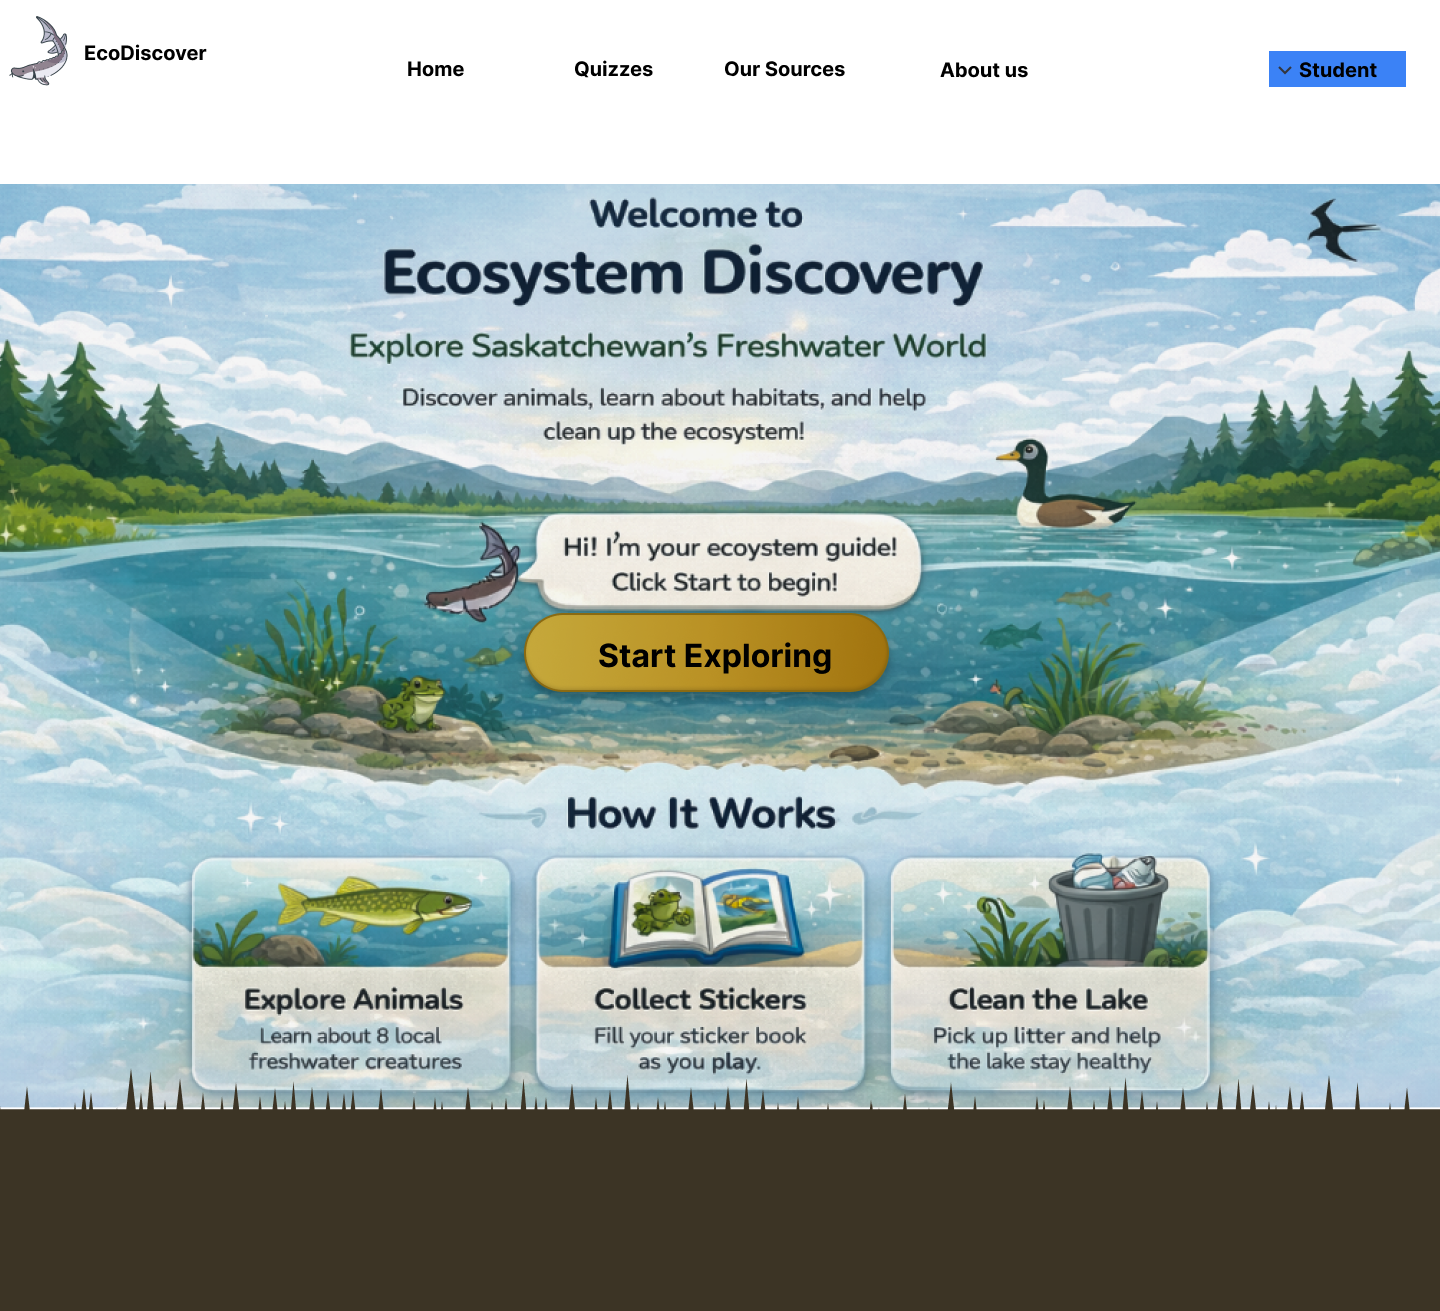 EcoDiscover
Home
Quizzes
Our Sources
About us
Student
Welcome to
Ecosystem Discovery
Explore Saskatchewan's Freshwater World
Discover animals, learn about habitats, and help
clean up the ecosystem!
Hi! I'm your ecoystem guide!
Click Start to begin!
Start Exploring
How It Works
Explore Animals
Learn about 8 local
freshwater creatures
Collect Stickers
Fill your sticker book
as you play.
Clean the Lake
Pick up litter and help
the lake stay healthy